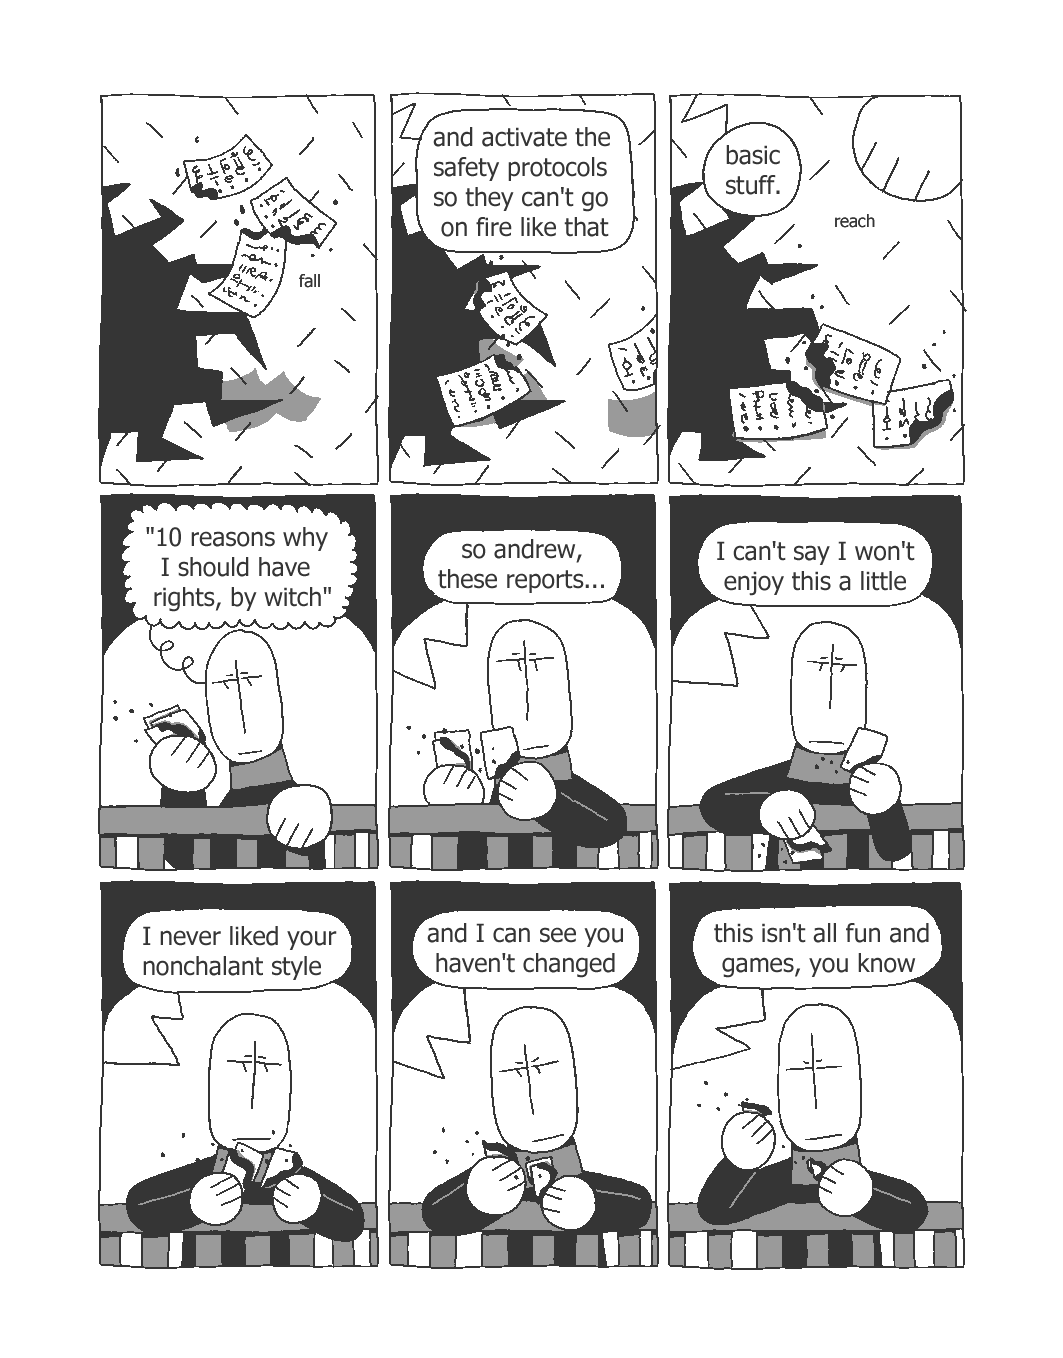 fall
and activate the
safety protocols
so they can't go
on fire like that
basic
stuff.
reach
"10 reasons why
I should have
rights, by witch"
so andrew,
these reports...
I can't say I won't
enjoy this a little
I never liked your
nonchalant style
and I can see you
haven't changed
this isn't all fun and
games, you know